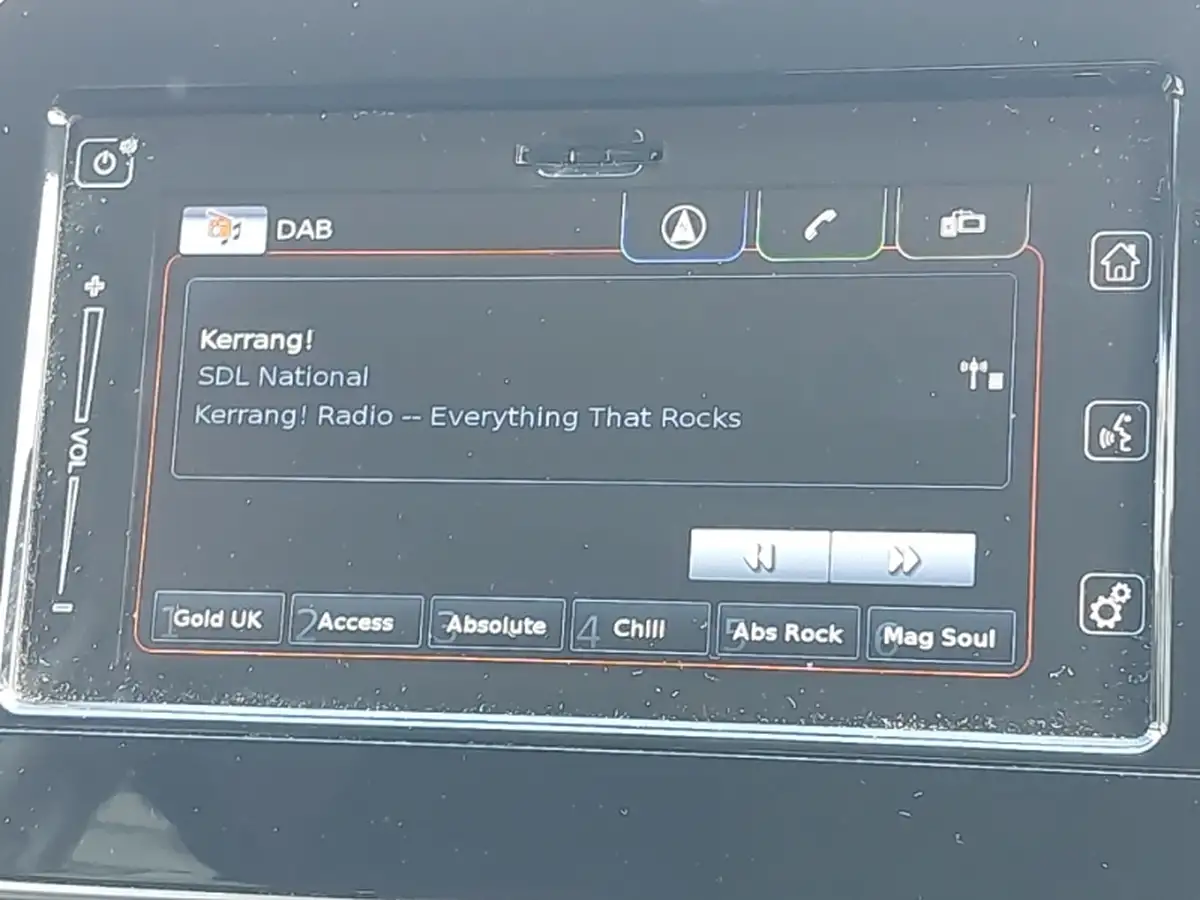 DAB
Kerrang!
SDL National
Kerrang! Radio -- Everything That Rocks
VOL
1 Gold UK
2 Access
3 Absolute
4 Chill
5 Abs Rock
6 Mag Soul